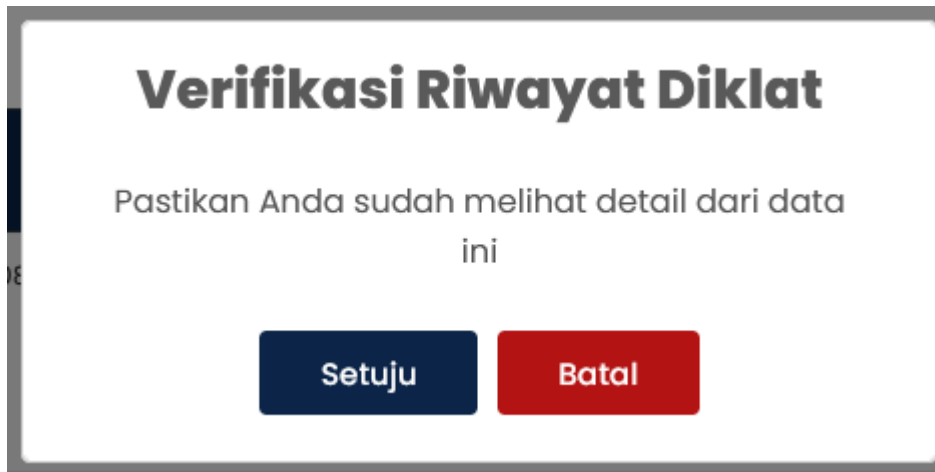 Verifikasi Riwayat Diklat
Pastikan Anda sudah melihat detail dari data
ini
Setuju
Batal